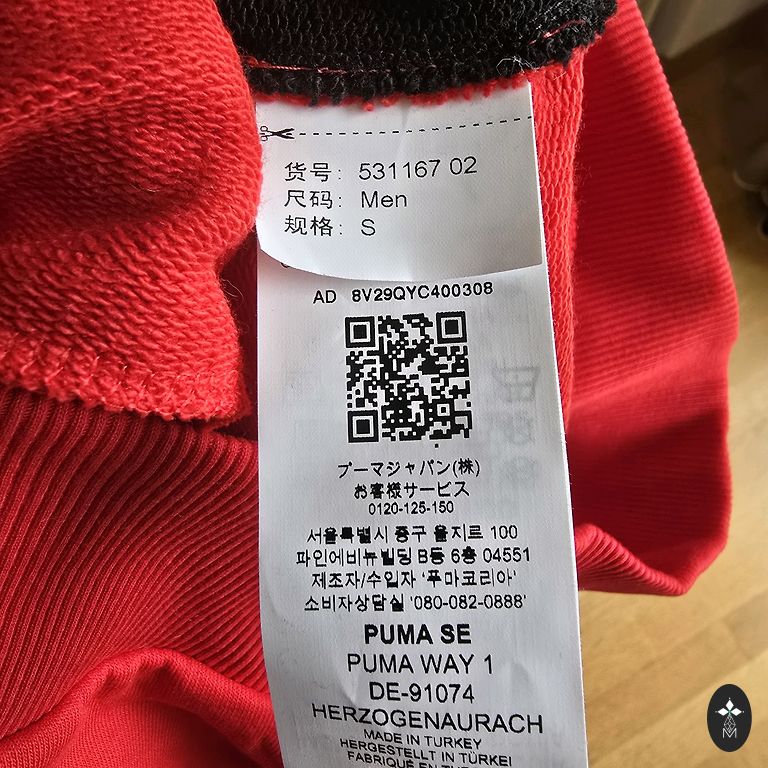 货号: 531167 02
尺码: Men
规格: S
AD 8V29QYC400308
プーマジャパン(株)
お客様サービス
0120-125-150
서울특별시 중구 을지로 100
파인에비뉴빌딩 B동 6층 04551
제조자/수입자 '푸마코리아'
소비자상담실 '080-082-0888'
PUMA SE
PUMA WAY 1
DE-91074
HERZOGENAURACH
MADE IN TURKEY
HERGESTELLT IN TÜRKEI
FABRIQUÉ EN
M